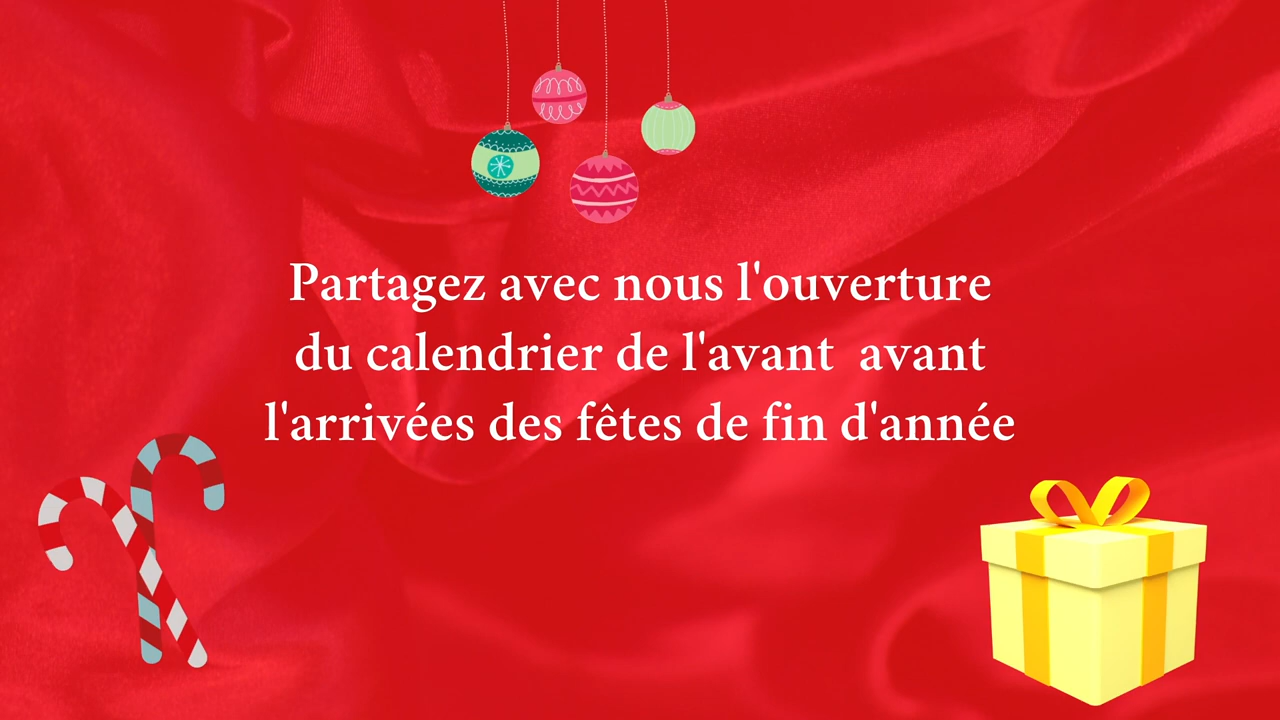 Partagez avec nous l'ouverture
du calendrier de l'avant  avant
l'arrivées des fêtes de fin d'année